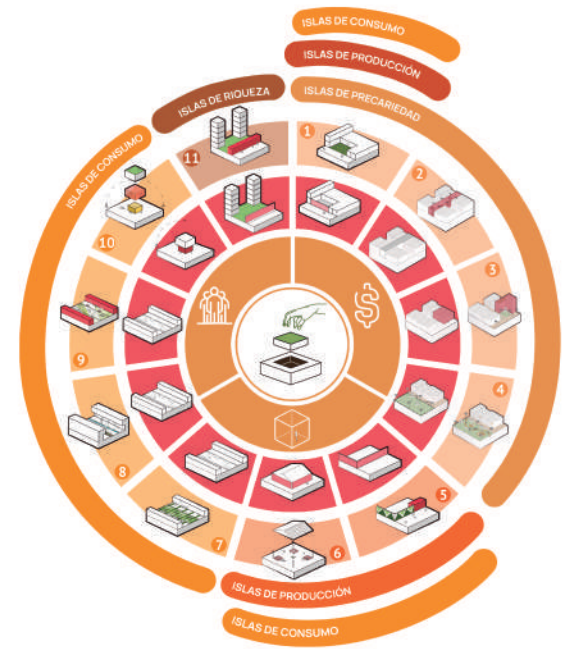 ISLAS DE CONSUMO
ISLAS DE PRODUCCIÓN
ISLAS DE PRECARIEDAD
ISLAS DE RIQUEZA
ISLAS DE CONSUMO
1
2
3
4
5
6
7
8
9
10
11
$
ISLAS DE PRODUCCIÓN
ISLAS DE CONSUMO